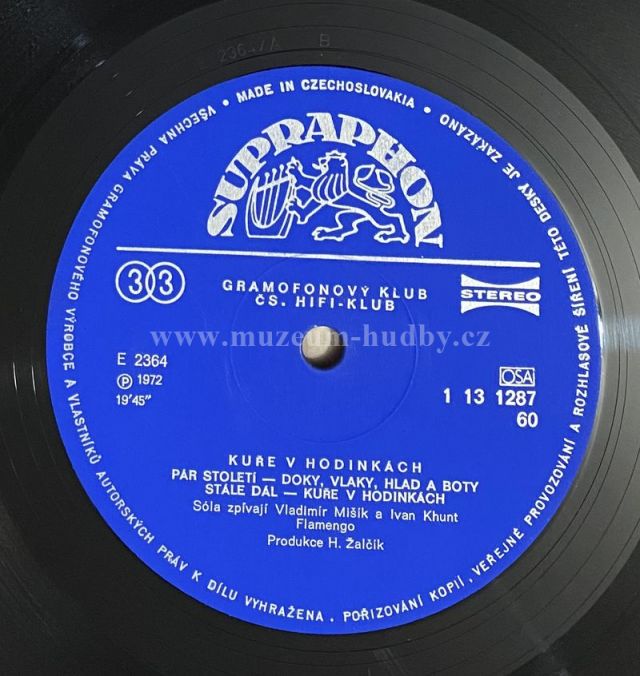 23647A B
• MADE IN CZECHOSLOVAKIA •
VŠECHNA PRÁVA GRAMOFONOVÉHO VÝROBCE A VLASTNÍKŮ AUTORSKÝCH PRÁV K DÍLU VYHRAŽENA. POŘIZOVÁNÍ KOPIÍ, VEŘEJNÉ PROVOZOVÁNÍ A ROZHLASOVÉ ŠÍŘENÍ TÉTO DESKY JE ZAKÁZÁNO
SUPRAPHON
33
GRAMOFONOVÝ KLUB
ČS. HIFI-KLUB
STEREO
www.muzeum-hudby.cz
E 2364
Ⓟ 1972
19'45"
OSA
1 13 1287
60
KUŘE V HODINKÁCH
PÁR STOLETÍ — DOKY, VLAKY, HLAD A BOTY
STÁLE DÁL — KUŘE V HODINKÁCH
Sóla zpívají Vladimír Mišík a Ivan Khunt
Flamengo
Produkce H. Žalčík